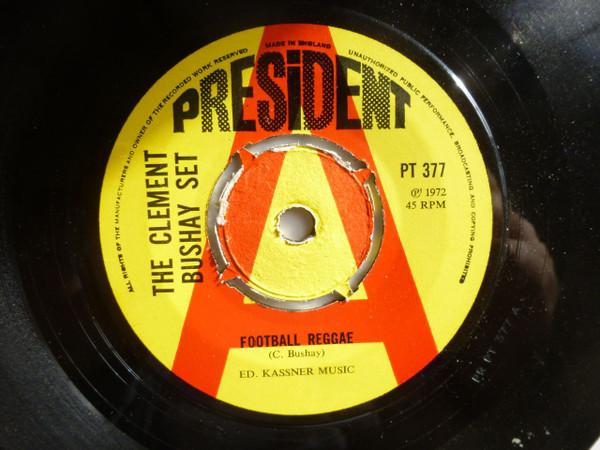 ALL RIGHTS OF THE MANUFACTURER AND OWNER OF THE RECORDED WORK RESERVED
MADE IN ENGLAND
UNAUTHORIZED PUBLIC PERFORMANCE, BROADCASTING AND COPYING PROHIBITED
PRESiDENT
A
THE CLEMENT
BUSHAY SET
PT 377
℗ 1972
45 RPM
FOOTBALL REGGAE
(C. Bushay)
ED. KASSNER MUSIC